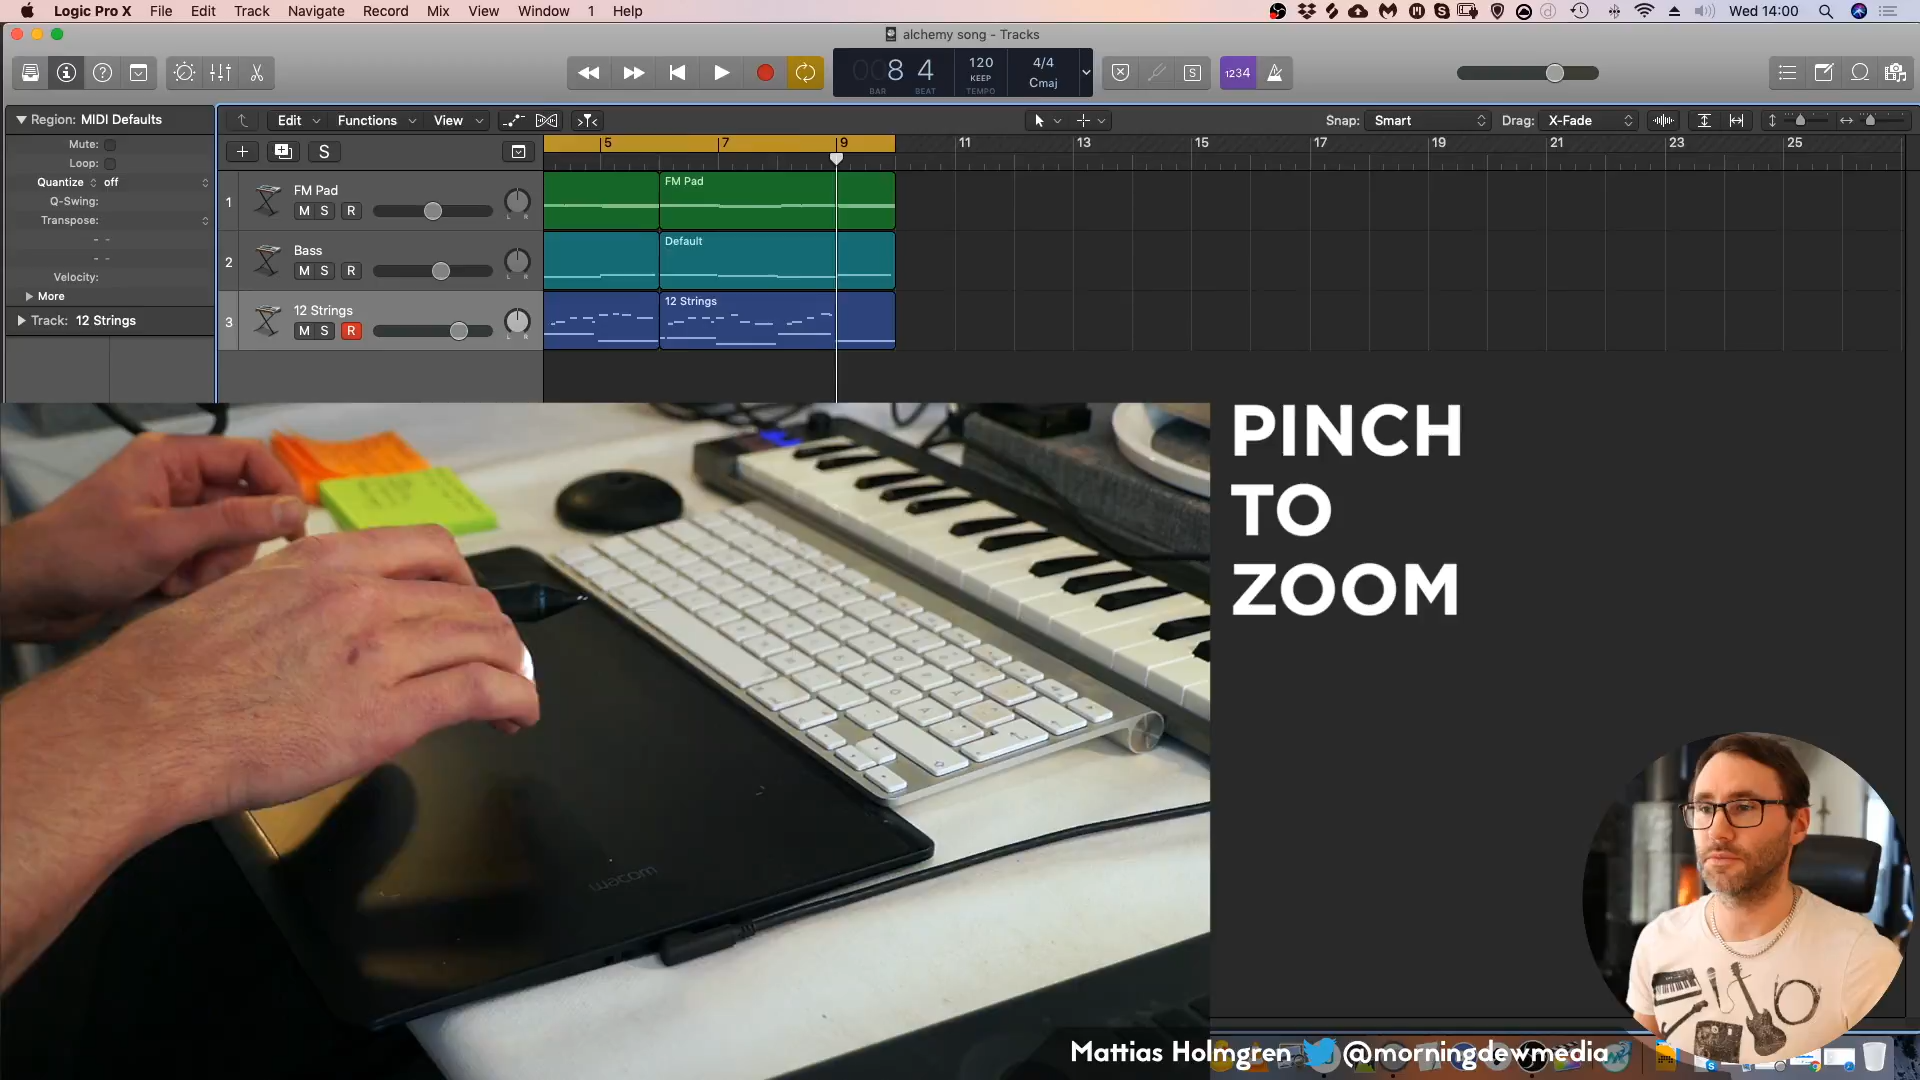 Logic Pro X File Edit Track Navigate Record Mix View Window 1 Help Wed 14:00
alchemy song - Tracks
008 4 120 4/4
KEEP Cmaj
BAR BEAT TEMPO
S 1234
Region: MIDI Defaults
Edit Functions View Snap: Smart Drag: X-Fade
Mute:
Loop:
Quantize off
Q-Swing:
Transpose:
- -
- -
Velocity:
More
Track: 12 Strings
S
5 7 9 11 13 15 17 19 21 23 25
1 FM Pad
M S R L R
FM Pad
2 Bass
M S R L R
Default
3 12 Strings
M S R L R
12 Strings
PINCH
TO
ZOOM
wacom
Mattias Holmgren @morningdewmedia